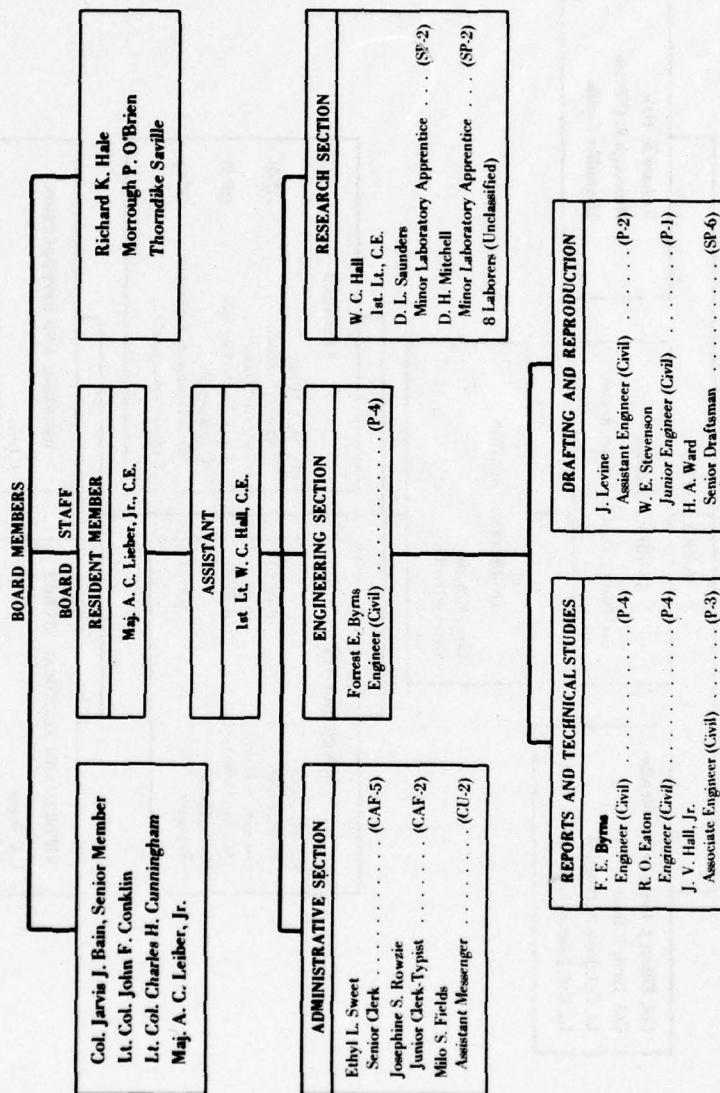 BOARD MEMBERS
Col. Jarvis J. Bain, Senior Member
Lt. Col. John F. Conklin
Lt. Col. Charles H. Cunningham
Maj. A. C. Leiber, Jr.
BOARD STAFF
RESIDENT MEMBER
Maj. A. C. Lieber, Jr., C.E.
Richard K. Hale
Morrough P. O'Brien
Thorndike Saville
ASSISTANT
1st Lt. W. C. Hall, C.E.
ADMINISTRATIVE SECTION
Ethyl L. Sweet
Senior Clerk . . . . . . . . . . . . (CAF-5)
Josephine S. Rowzie
Junior Clerk-Typist . . . . . . . . . (CAF-2)
Milo S. Fields
Assistant Messenger . . . . . . . . (CU-2)
ENGINEERING SECTION
Forrest E. Byrns
Engineer (Civil) . . . . . . . . . . . . (P-4)
RESEARCH SECTION
W. C. Hall
1st. Lt., C.E.
D. L. Saunders
Minor Laboratory Apprentice . . . (SP-2)
D. H. Mitchell
Minor Laboratory Apprentice . . . (SP-2)
8 Laborers (Unclassified)
REPORTS AND TECHNICAL STUDIES
F. E. Byrns
Engineer (Civil) . . . . . . . . . . . . (P-4)
R. O. Eaton
Engineer (Civil) . . . . . . . . . . . . (P-4)
J. V. Hall, Jr.
Associate Engineer (Civil) . . . . . . (P-3)
DRAFTING AND REPRODUCTION
J. Levine
Assistant Engineer (Civil) . . . . . . (P-2)
W. E. Stevenson
Junior Engineer (Civil) . . . . . . . . (P-1)
H. A. Ward
Senior Draftsman . . . . . . . . . . (SP-6)